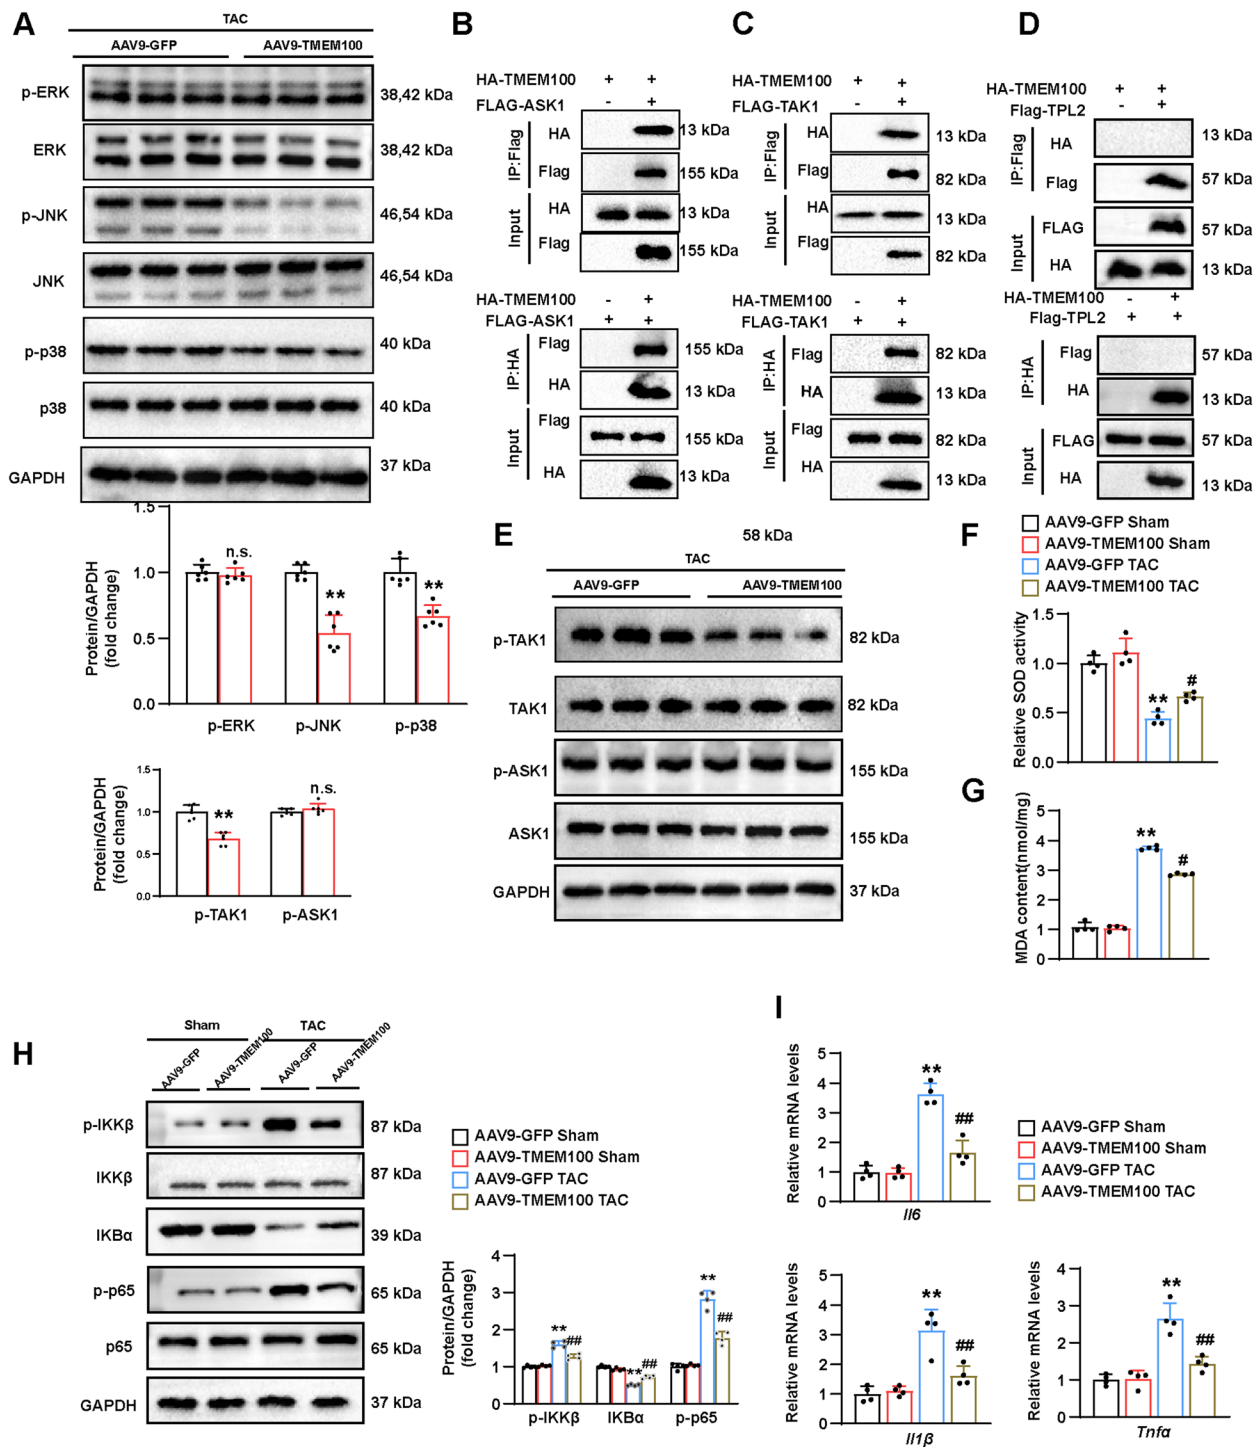 A
TAC
AAV9-GFP
AAV9-TMEM100
p-ERK
38,42 kDa
ERK
38,42 kDa
p-JNK
46,54 kDa
JNK
46,54 kDa
p-p38
40 kDa
p38
40 kDa
GAPDH
37 kDa
Protein/GAPDH
(fold change)
1.5
1.0
0.5
0.0
n.s.
**
**
p-ERK
p-JNK
p-p38
Protein/GAPDH
(fold change)
1.5
1.0
0.5
0.0
**
n.s.
p-TAK1
p-ASK1
B
HA-TMEM100 + +
FLAG-ASK1 - +
IP:Flag
HA
13 kDa
Flag
155 kDa
Input
HA
13 kDa
Flag
155 kDa
HA-TMEM100 - +
FLAG-ASK1 + +
IP:HA
Flag
155 kDa
HA
13 kDa
Input
Flag
155 kDa
HA
13 kDa
C
HA-TMEM100 + +
FLAG-TAK1 - +
IP:Flag
HA
13 kDa
Flag
82 kDa
Input
HA
13 kDa
Flag
82 kDa
HA-TMEM100 - +
FLAG-TAK1 + +
IP:HA
Flag
82 kDa
HA
13 kDa
Input
Flag
82 kDa
HA
13 kDa
D
HA-TMEM100 + +
Flag-TPL2 - +
IP:Flag
HA
13 kDa
Flag
57 kDa
Input
FLAG
57 kDa
HA
13 kDa
HA-TMEM100 - +
Flag-TPL2 + +
IP:HA
Flag
57 kDa
HA
13 kDa
Input
FLAG
57 kDa
HA
13 kDa
E
58 kDa
TAC
AAV9-GFP
AAV9-TMEM100
p-TAK1
82 kDa
TAK1
82 kDa
p-ASK1
155 kDa
ASK1
155 kDa
GAPDH
37 kDa
F
AAV9-GFP Sham
AAV9-TMEM100 Sham
AAV9-GFP TAC
AAV9-TMEM100 TAC
Relative SOD activity
1.5
1.0
0.5
0.0
**
#
G
MDA content(nmol/mg)
5
4
3
2
1
0
**
#
H
Sham
TAC
AAV9-GFP
AAV9-TMEM100
AAV9-GFP
AAV9-TMEM100
p-IKKβ
87 kDa
IKKβ
87 kDa
IKBα
39 kDa
p-p65
65 kDa
p65
65 kDa
GAPDH
37 kDa
AAV9-GFP Sham
AAV9-TMEM100 Sham
AAV9-GFP TAC
AAV9-TMEM100 TAC
Protein/GAPDH
(fold change)
4
3
2
1
0
**
##
**
##
**
##
p-IKKβ
IKBα
p-p65
I
Relative mRNA levels
5
4
3
2
1
0
**
##
Il6
AAV9-GFP Sham
AAV9-TMEM100 Sham
AAV9-GFP TAC
AAV9-TMEM100 TAC
Relative mRNA levels
5
4
3
2
1
0
**
##
Il1β
Relative mRNA levels
4
3
2
1
0
**
##
Tnfα